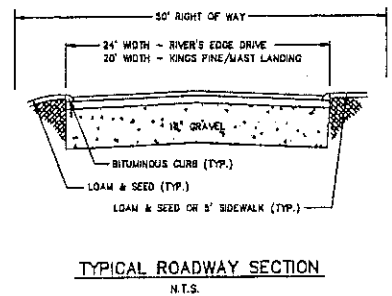 50' RIGHT OF WAY
24' WIDTH - RIVER'S EDGE DRIVE
20' WIDTH - KINGS PINE/MAST LANDING
18" GRAVEL
BITUMINOUS CURB (TYP.)
LOAM & SEED (TYP.)
LOAM & SEED OR 5' SIDEWALK (TYP.)
TYPICAL ROADWAY SECTION
N.T.S.